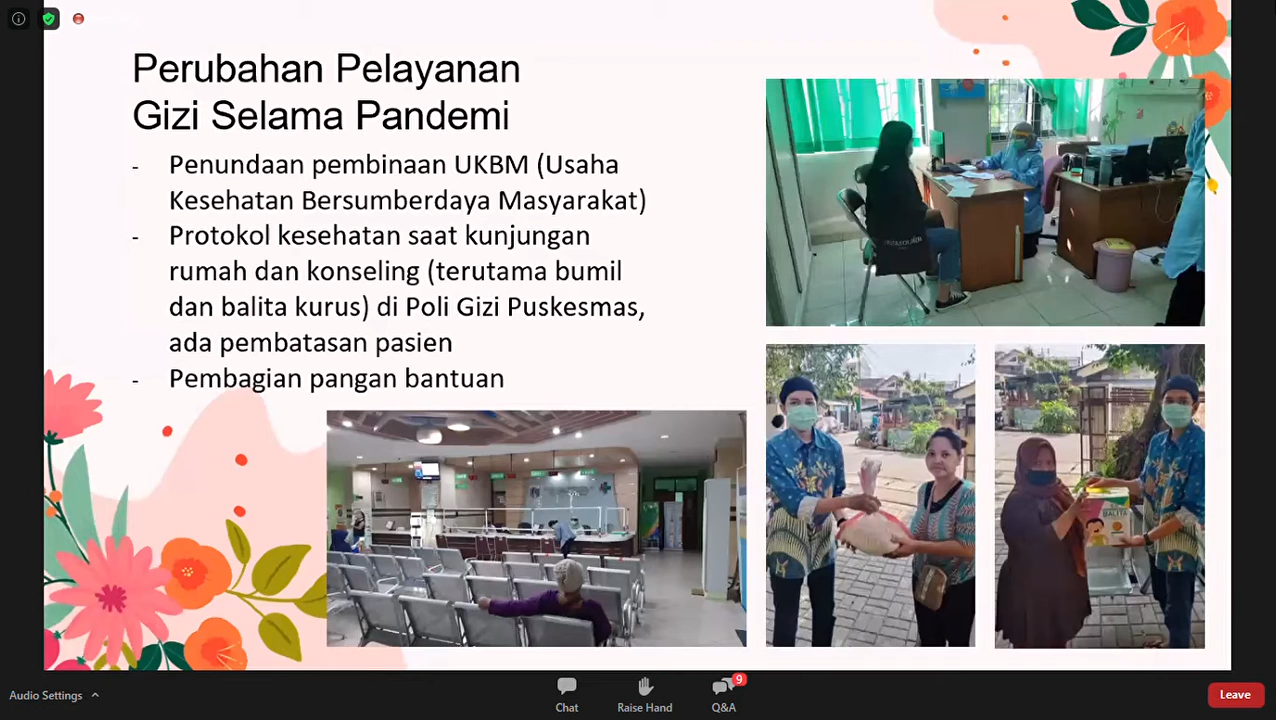 Perubahan Pelayanan
Gizi Selama Pandemi
- Penundaan pembinaan UKBM (Usaha
Kesehatan Bersumberdaya Masyarakat)
- Protokol kesehatan saat kunjungan
rumah dan konseling (terutama bumil
dan balita kurus) di Poli Gizi Puskesmas,
ada pembatasan pasien
- Pembagian pangan bantuan
BALITA
Audio Settings
Chat
Raise Hand
9
Q&A
Leave